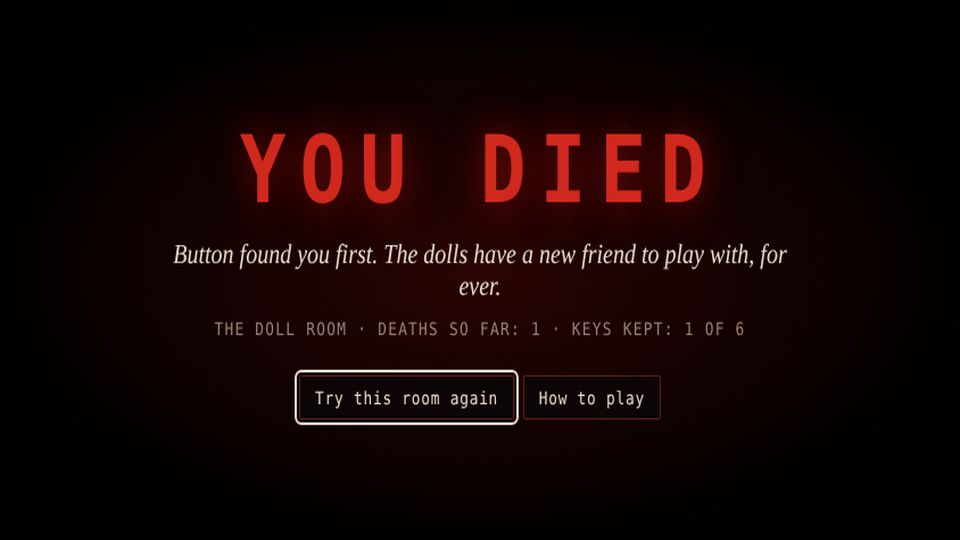 YOU DIED
Button found you first. The dolls have a new friend to play with, for
ever.
THE DOLL ROOM · DEATHS SO FAR: 1 · KEYS KEPT: 1 OF 6
Try this room again
How to play